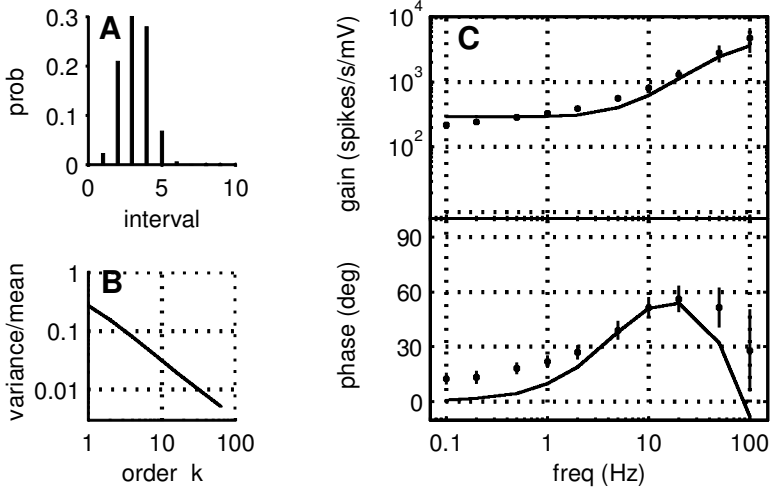 A
prob
0.3
0.2
0.1
0
0 5 10
interval
B
variance/mean
1
0.1
0.01
1 10 100
order k
C
gain (spikes/s/mV)
10^4
10^3
10^2
phase (deg)
90
60
30
0
0.1 1 10 100
freq (Hz)